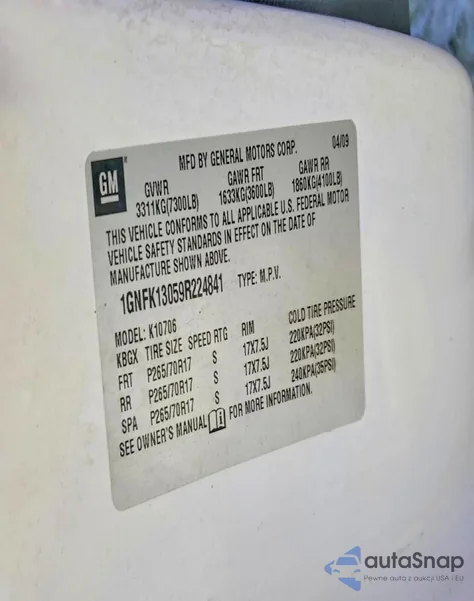 GM
MFD BY GENERAL MOTORS CORP. 04/09
GVWR GAWR FRT GAWR RR
3311KG(7300LB) 1633KG(3600LB) 1860KG(4100LB)
THIS VEHICLE CONFORMS TO ALL APPLICABLE U.S. FEDERAL MOTOR
VEHICLE SAFETY STANDARDS IN EFFECT ON THE DATE OF
MANUFACTURE SHOWN ABOVE.
1GNFK13059R224841 TYPE: M.P.V.
MODEL: K10706
KBGX TIRE SIZE SPEED RTG RIM COLD TIRE PRESSURE
FRT P265/70R17 S 17X7.5J 220KPA(32PSI)
RR P265/70R17 S 17X7.5J 220KPA(32PSI)
SPA P265/70R17 S 17X7.5J 240KPA(35PSI)
SEE OWNER'S MANUAL FOR MORE INFORMATION.
autaSnap
Pewne auta z aukcji USA - EU